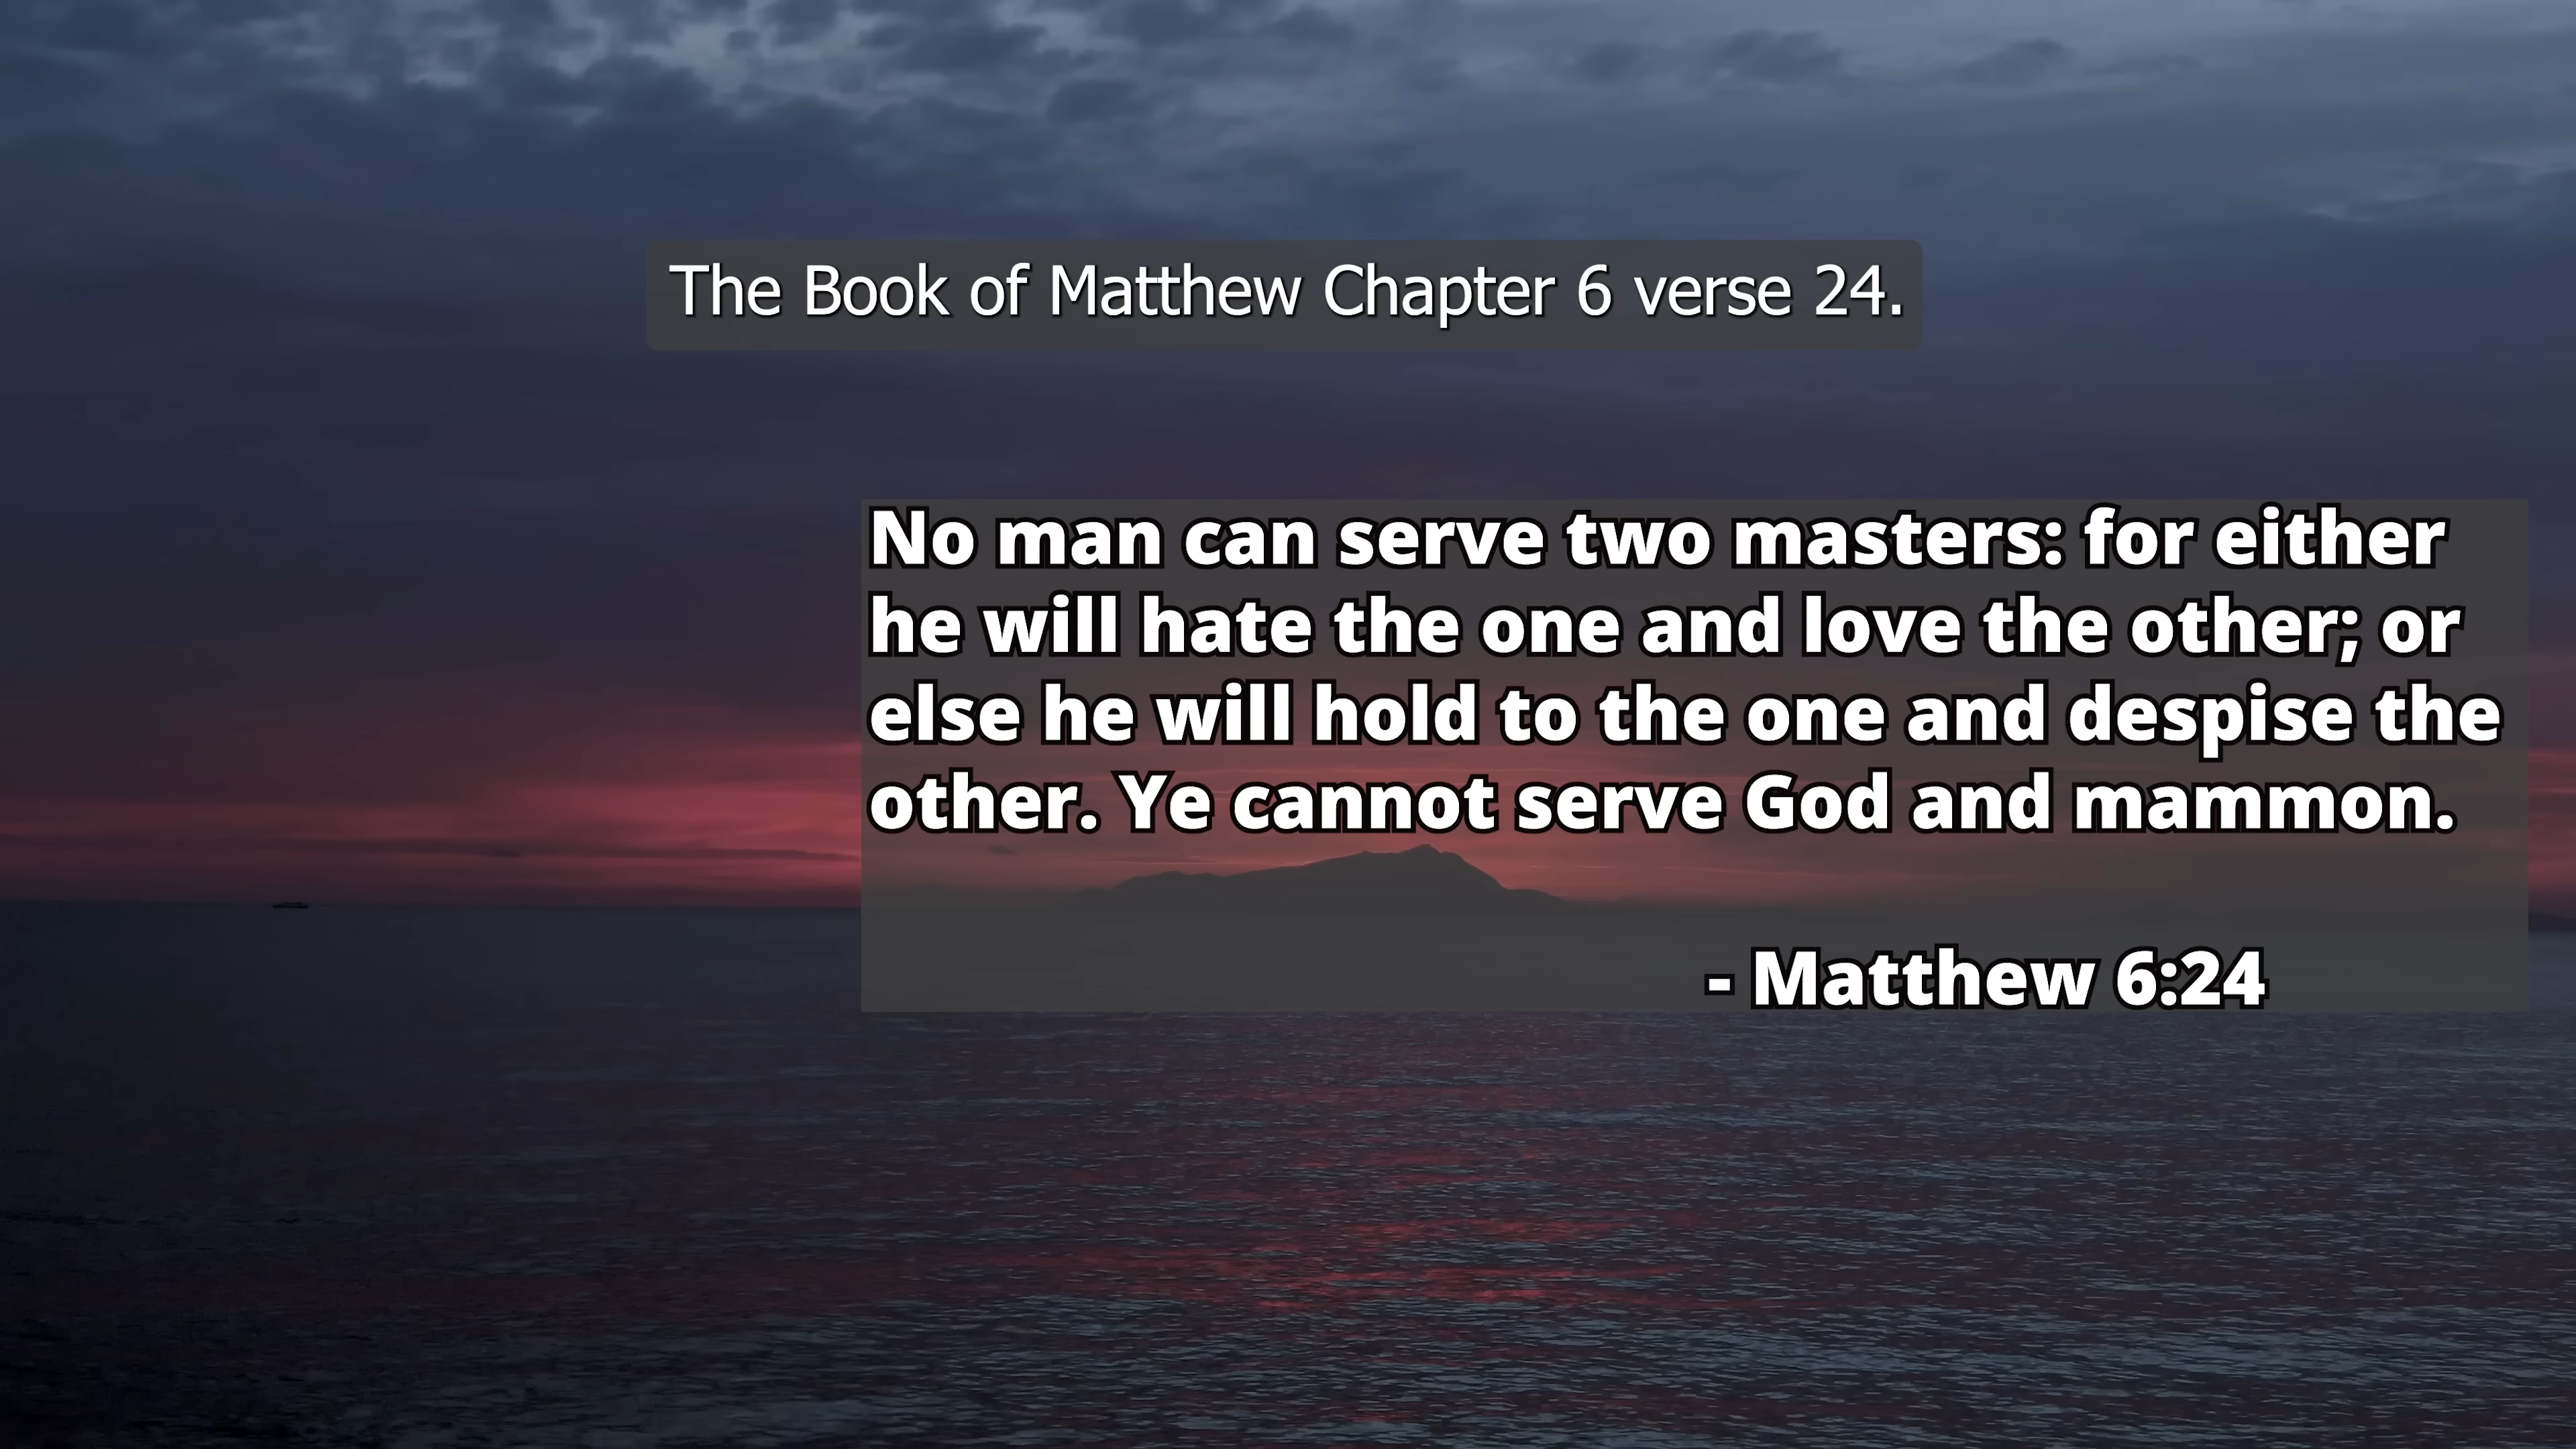 The Book of Matthew Chapter 6 verse 24.
No man can serve two masters: for either
he will hate the one and love the other; or
else he will hold to the one and despise the
other. Ye cannot serve God and mammon.
- Matthew 6:24